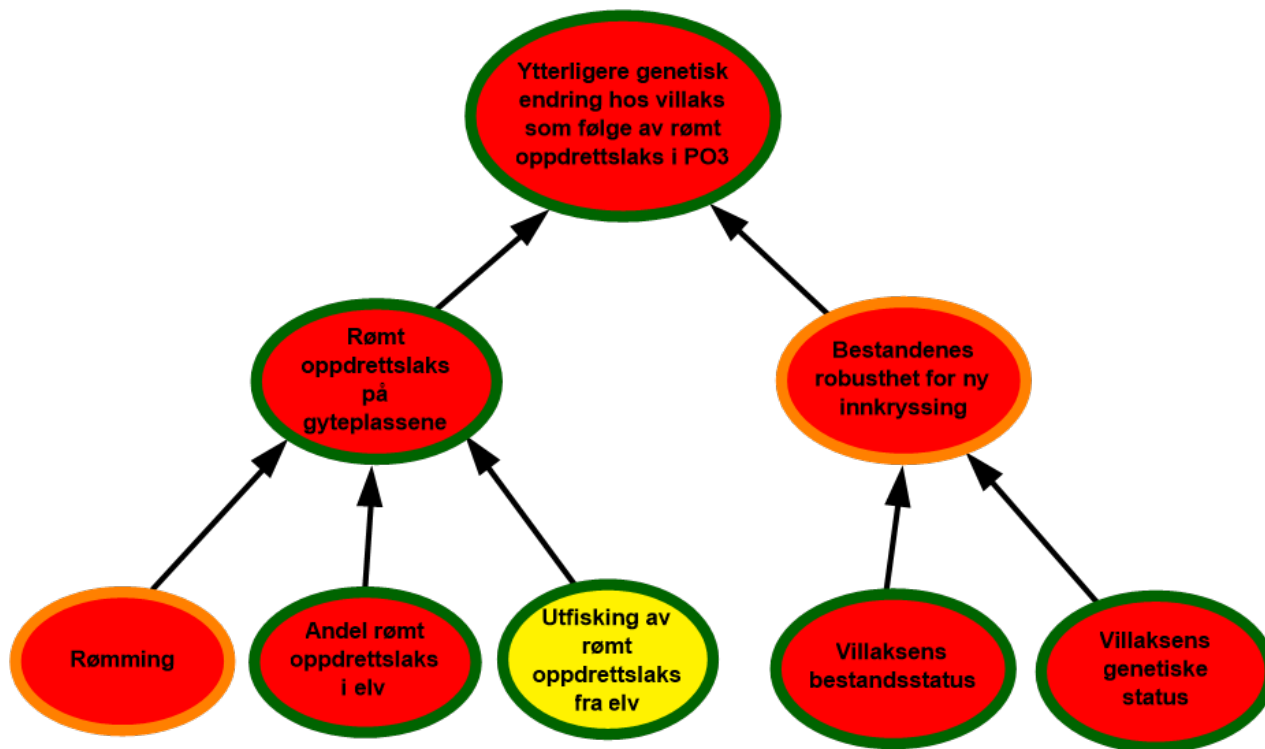 Ytterligere genetisk
endring hos villaks
som følge av rømt
oppdrettslaks i PO3
Rømt
oppdrettslaks
på
gyteplassene
Bestandenes
robusthet for ny
innkryssing
Rømming
Andel rømt
oppdrettslaks
i elv
Utfisking av
rømt
oppdrettslaks
fra elv
Villaksens
bestandsstatus
Villaksens
genetiske
status